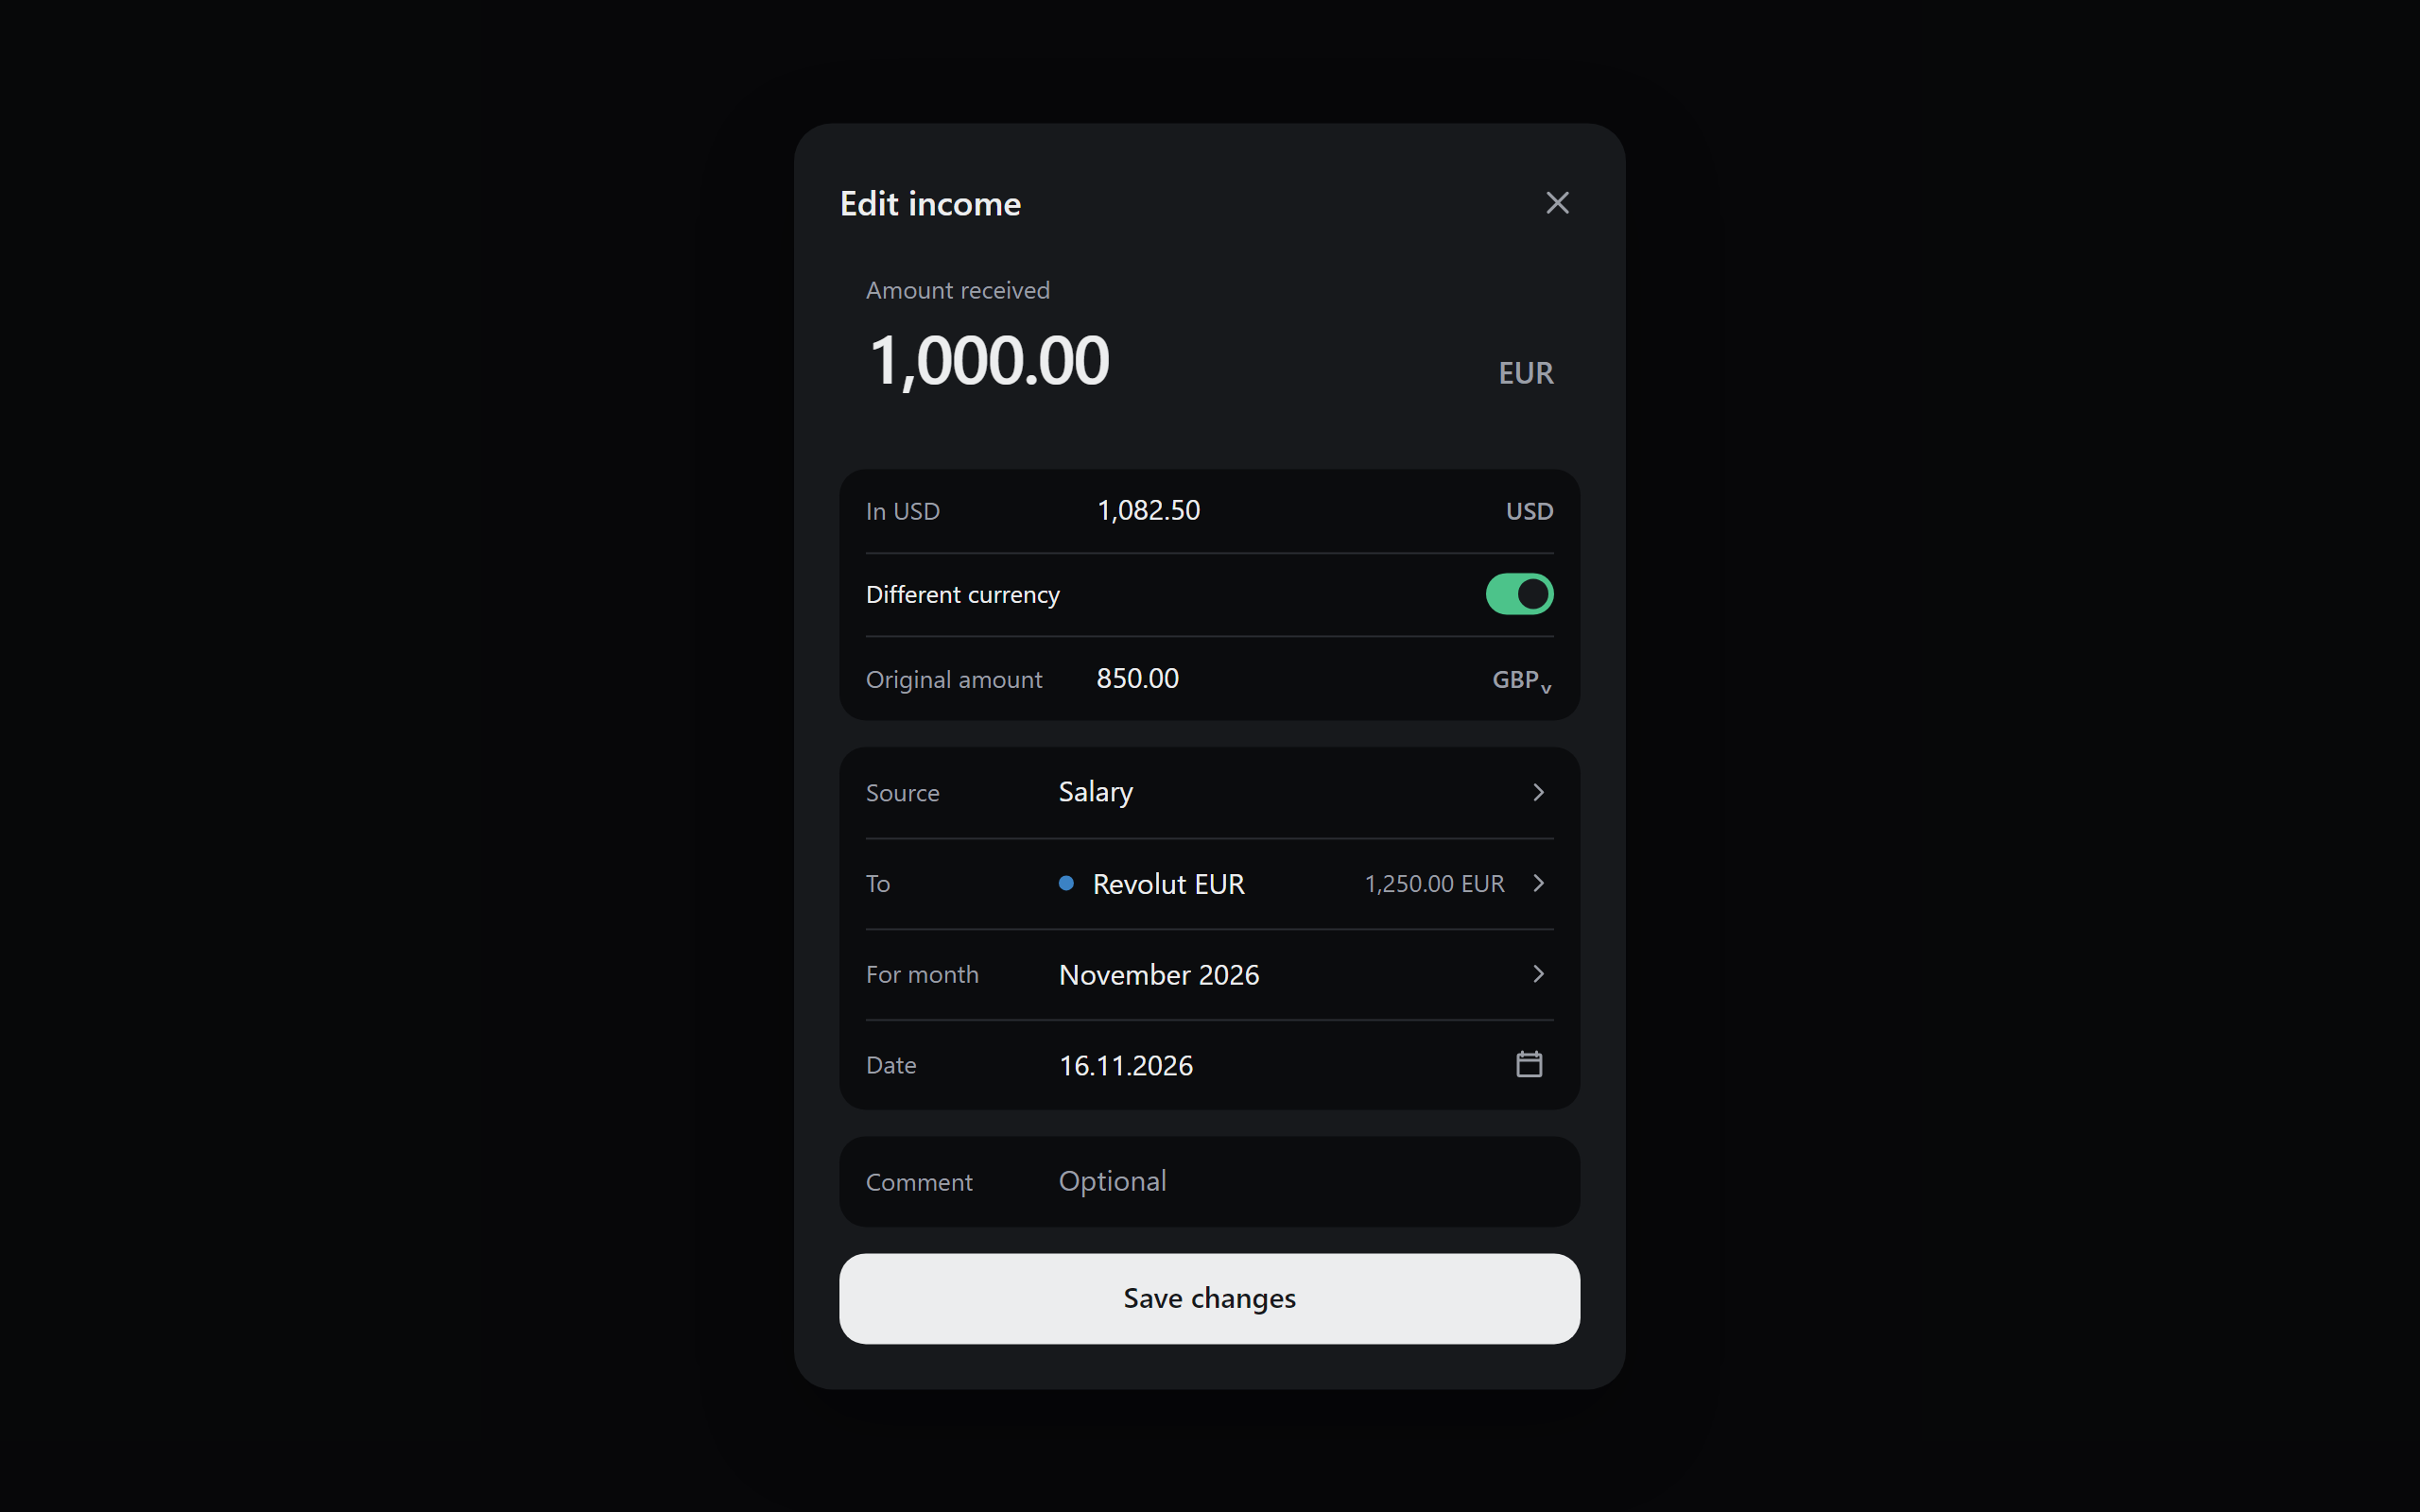 Edit income
Amount received
1,000.00 EUR
In USD 1,082.50 USD
Different currency
Original amount 850.00 GBP
Source Salary
To Revolut EUR 1,250.00 EUR
For month November 2026
Date 16.11.2026
Comment Optional
Save changes